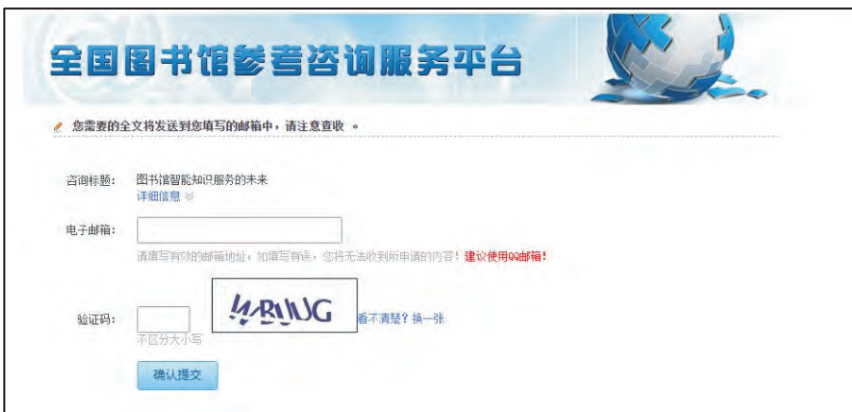 全国图书馆参考咨询服务平台
您需要的全文将发送到您填写的邮箱中，请注意查收 。
咨询标题： 图书馆智能知识服务的未来
详细信息
电子邮箱：
请填写有效的邮箱地址，如填写有误，您将无法收到所申请的内容！建议使用QQ邮箱！
验证码： 看不清楚？换一张
不区分大小写
确认提交